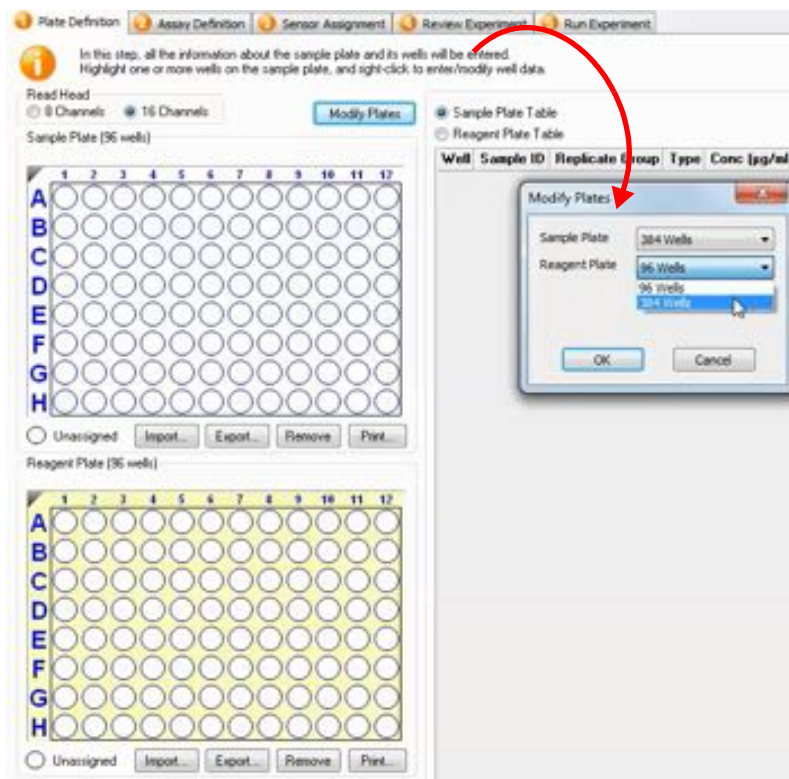 Plate Definition Assay Definition Sensor Assignment Review Experiment Run Experiment
In this step, all the information about the sample plate and its wells will be entered.
Highlight one or more wells on the sample plate, and right-click to enter/modify well data.
Read Head
8 Channels 16 Channels Modify Plates
Sample Plate (96 wells)
1 2 3 4 5 6 7 8 9 10 11 12
A
B
C
D
E
F
G
H
Unassigned Import... Export... Remove Print...
Reagent Plate (96 wells)
1 2 3 4 5 6 7 8 9 10 11 12
A
B
C
D
E
F
G
H
Unassigned Import... Export... Remove Print...
Sample Plate Table
Reagent Plate Table
Well Sample ID Replicate Group Type Conc (µg/ml
Modify Plates
Sample Plate 384 Wells
Reagent Plate 96 Wells
96 Wells
384 Wells
OK Cancel